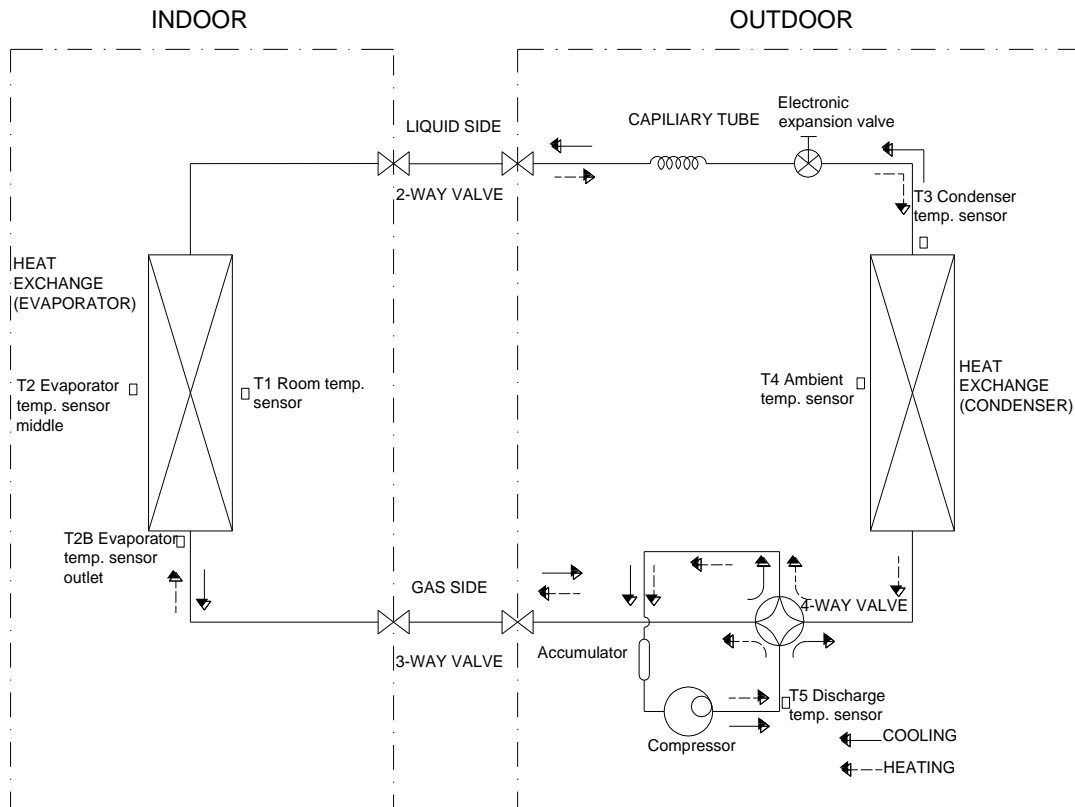 INDOOR
OUTDOOR
Electronic
expansion valve
CAPILIARY TUBE
LIQUID SIDE
2-WAY VALVE
T3 Condenser
temp. sensor
HEAT
EXCHANGE
(EVAPORATOR)
T2 Evaporator
temp. sensor
middle
T1 Room temp.
sensor
T4 Ambient
temp. sensor
HEAT
EXCHANGE
(CONDENSER)
T2B Evaporator
temp. sensor
outlet
GAS SIDE
3-WAY VALVE
4-WAY VALVE
Accumulator
Compressor
T5 Discharge
temp. sensor
COOLING
HEATING